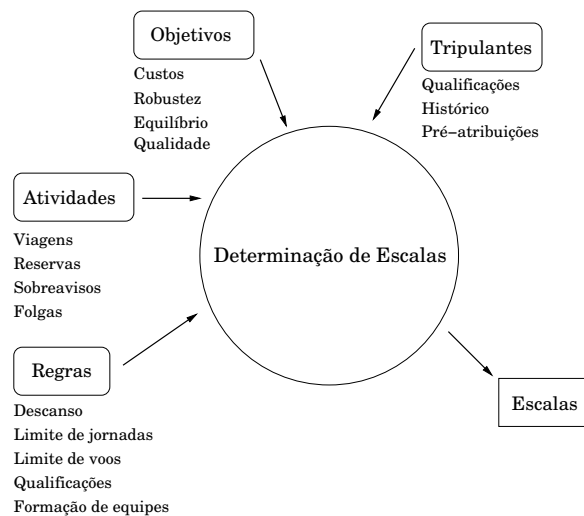 Objetivos
Custos
Robustez
Equilíbrio
Qualidade
Tripulantes
Qualificações
Histórico
Pré−atribuições
Atividades
Viagens
Reservas
Sobreavisos
Folgas
Determinação de Escalas
Regras
Descanso
Limite de jornadas
Limite de voos
Qualificações
Formação de equipes
Escalas